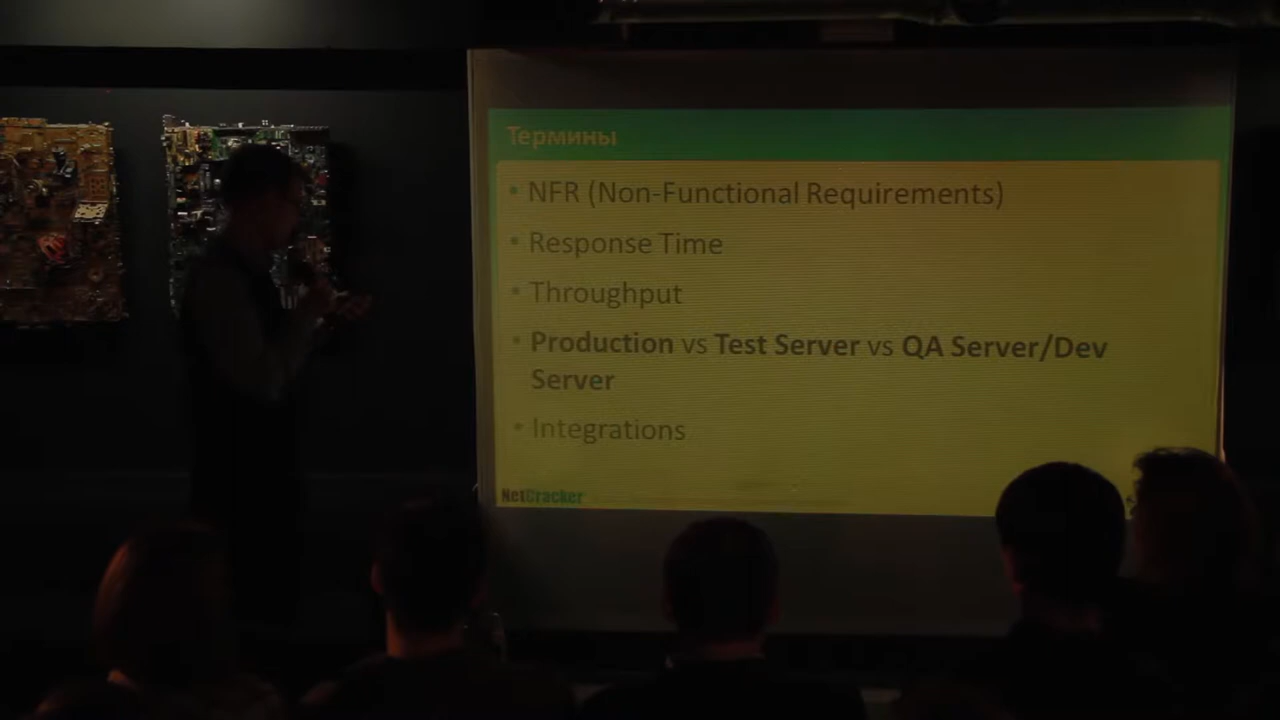 Термины
• NFR (Non-Functional Requirements)
• Response Time
• Throughput
• Production vs Test Server vs QA Server/Dev
Server
• Integrations
NetCracker